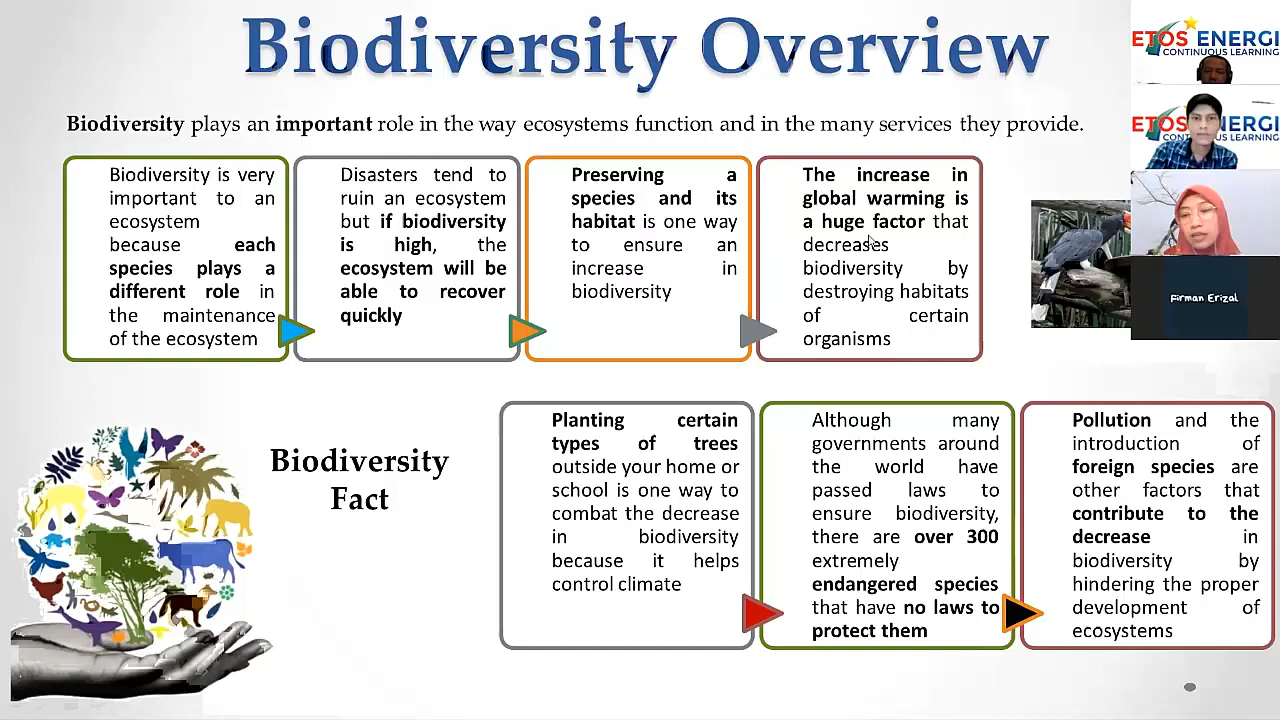 Biodiversity Overview
Biodiversity plays an important role in the way ecosystems function and in the many services they provide.
Biodiversity is very
important to an
ecosystem
because each
species plays a
different role in
the maintenance
of the ecosystem
Disasters tend to
ruin an ecosystem
but if biodiversity
is high, the
ecosystem will be
able to recover
quickly
Preserving a
species and its
habitat is one way
to ensure an
increase in
biodiversity
The increase in
global warming is
a huge factor that
decreases
biodiversity by
destroying habitats
of certain
organisms
ETOS ENERGI
CONTINUOUS LEARNING
ETOS ENERGI
Firman Erizal
Biodiversity
Fact
Planting certain
types of trees
outside your home or
school is one way to
combat the decrease
in biodiversity
because it helps
control climate
Although many
governments around
the world have
passed laws to
ensure biodiversity,
there are over 300
extremely
endangered species
that have no laws to
protect them
Pollution and the
introduction of
foreign species are
other factors that
contribute to the
decrease in
biodiversity by
hindering the proper
development of
ecosystems